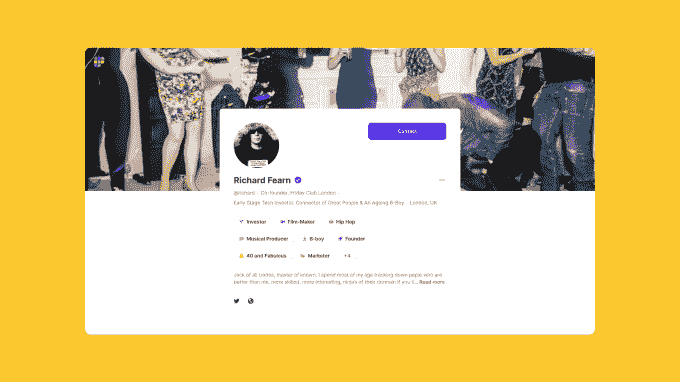 Connect
Richard Fearn
@richard · Co-founder, Friday Club London ·
Early Stage Tech Investor, Connector of Great People & An Ageing B-Boy · London, UK
Investor Film-Maker Hip Hop
Musical Producer B-boy Founder
40 and Fabulous Marketer +4
Jack of all trades, master of known. I spend most of my age tracking down people who are
better than me, more skilled, more interesting, ninja's of their domain if you li... Read more